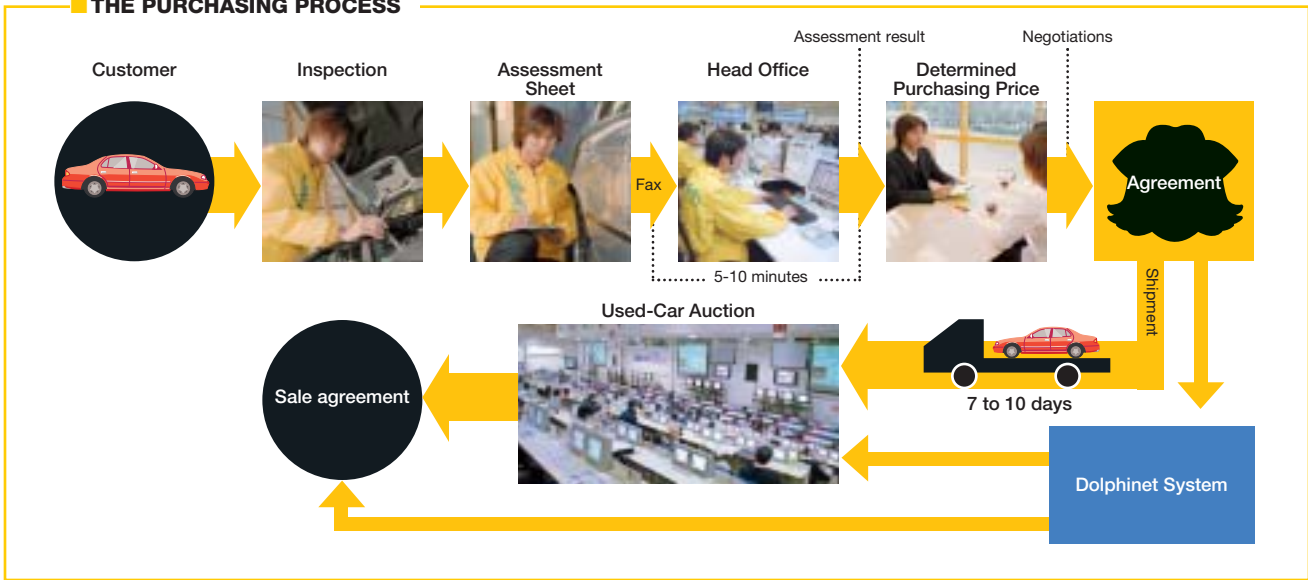 THE PURCHASING PROCESS
Assessment result
Negotiations
Customer
Inspection
Assessment
Sheet
Head Office
Determined
Purchasing Price
Fax
Agreement
5-10 minutes
Shipment
Used-Car Auction
Sale agreement
7 to 10 days
Dolphinet System